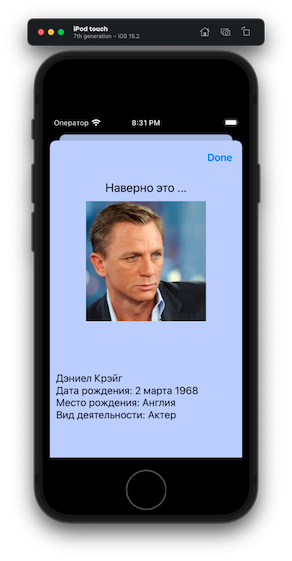 iPod touch
7th generation – iOS 15.2
Оператор 8:31 PM
Done
Наверно это ...
Дэниел Крэйг
Дата рождения: 2 марта 1968
Место рождения: Англия
Вид деятельности: Актер